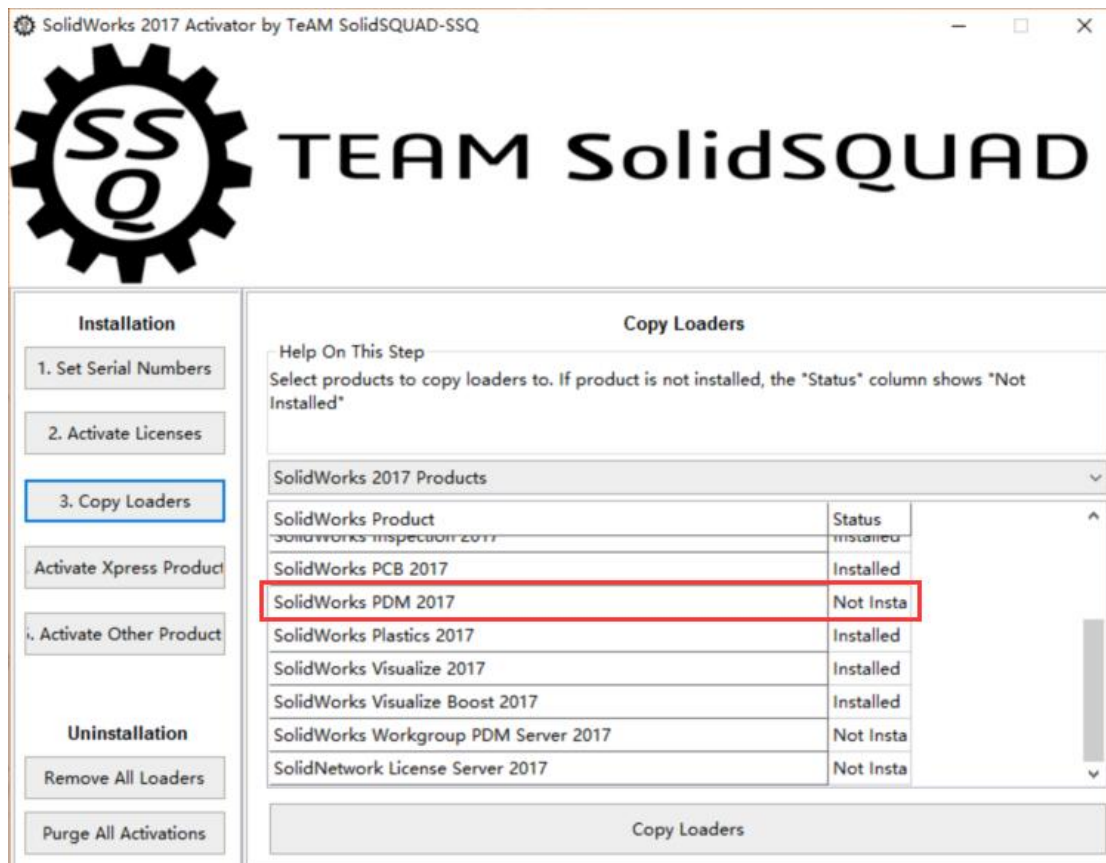 SolidWorks 2017 Activator by TeAM SolidSQUAD-SSQ
SSQ
TEAM SolidSQUAD
Installation
1. Set Serial Numbers
2. Activate Licenses
3. Copy Loaders
Activate Xpress Product
. Activate Other Product
Uninstallation
Remove All Loaders
Purge All Activations
Copy Loaders
Help On This Step
Select products to copy loaders to. If product is not installed, the "Status" column shows "Not
Installed"
SolidWorks 2017 Products
SolidWorks Product Status
SolidWorks Inspection 2017 Installed
SolidWorks PCB 2017 Installed
SolidWorks PDM 2017 Not Insta
SolidWorks Plastics 2017 Installed
SolidWorks Visualize 2017 Installed
SolidWorks Visualize Boost 2017 Installed
SolidWorks Workgroup PDM Server 2017 Not Insta
SolidNetwork License Server 2017 Not Insta
Copy Loaders